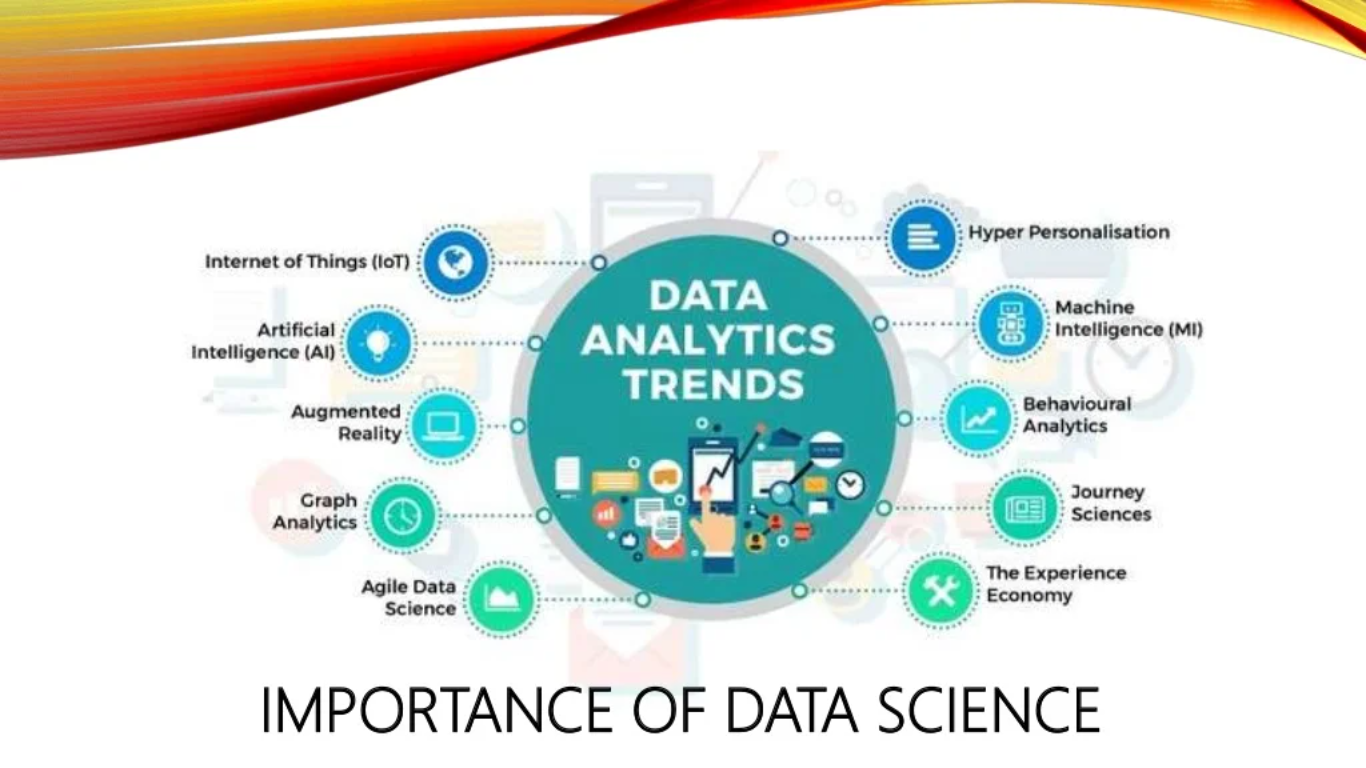 DATA
ANALYTICS
TRENDS
Internet of Things (IoT)
Artificial
Intelligence (AI)
Augmented
Reality
Graph
Analytics
Agile Data
Science
Hyper Personalisation
Machine
Intelligence (MI)
Behavioural
Analytics
Journey
Sciences
The Experience
Economy
IMPORTANCE OF DATA SCIENCE